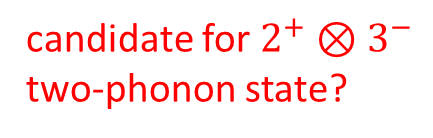 candidate for 2⁺ ⊗ 3⁻
two-phonon state?